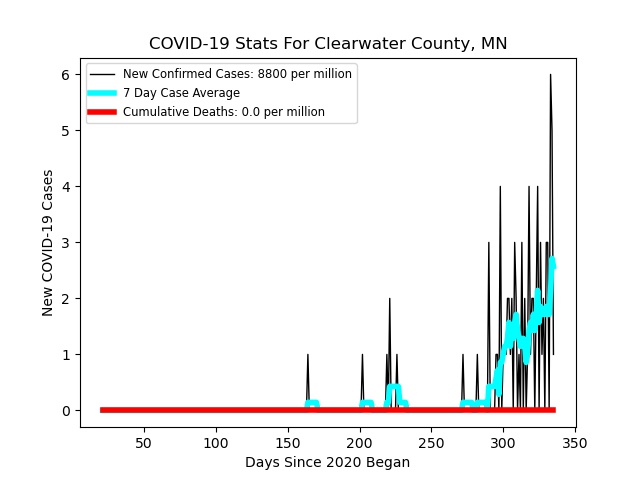 COVID-19 Stats For Clearwater County, MN
New Confirmed Cases: 8800 per million
7 Day Case Average
Cumulative Deaths: 0.0 per million
New COVID-19 Cases
6
5
4
3
2
1
0
50
100
150
200
250
300
350
Days Since 2020 Began